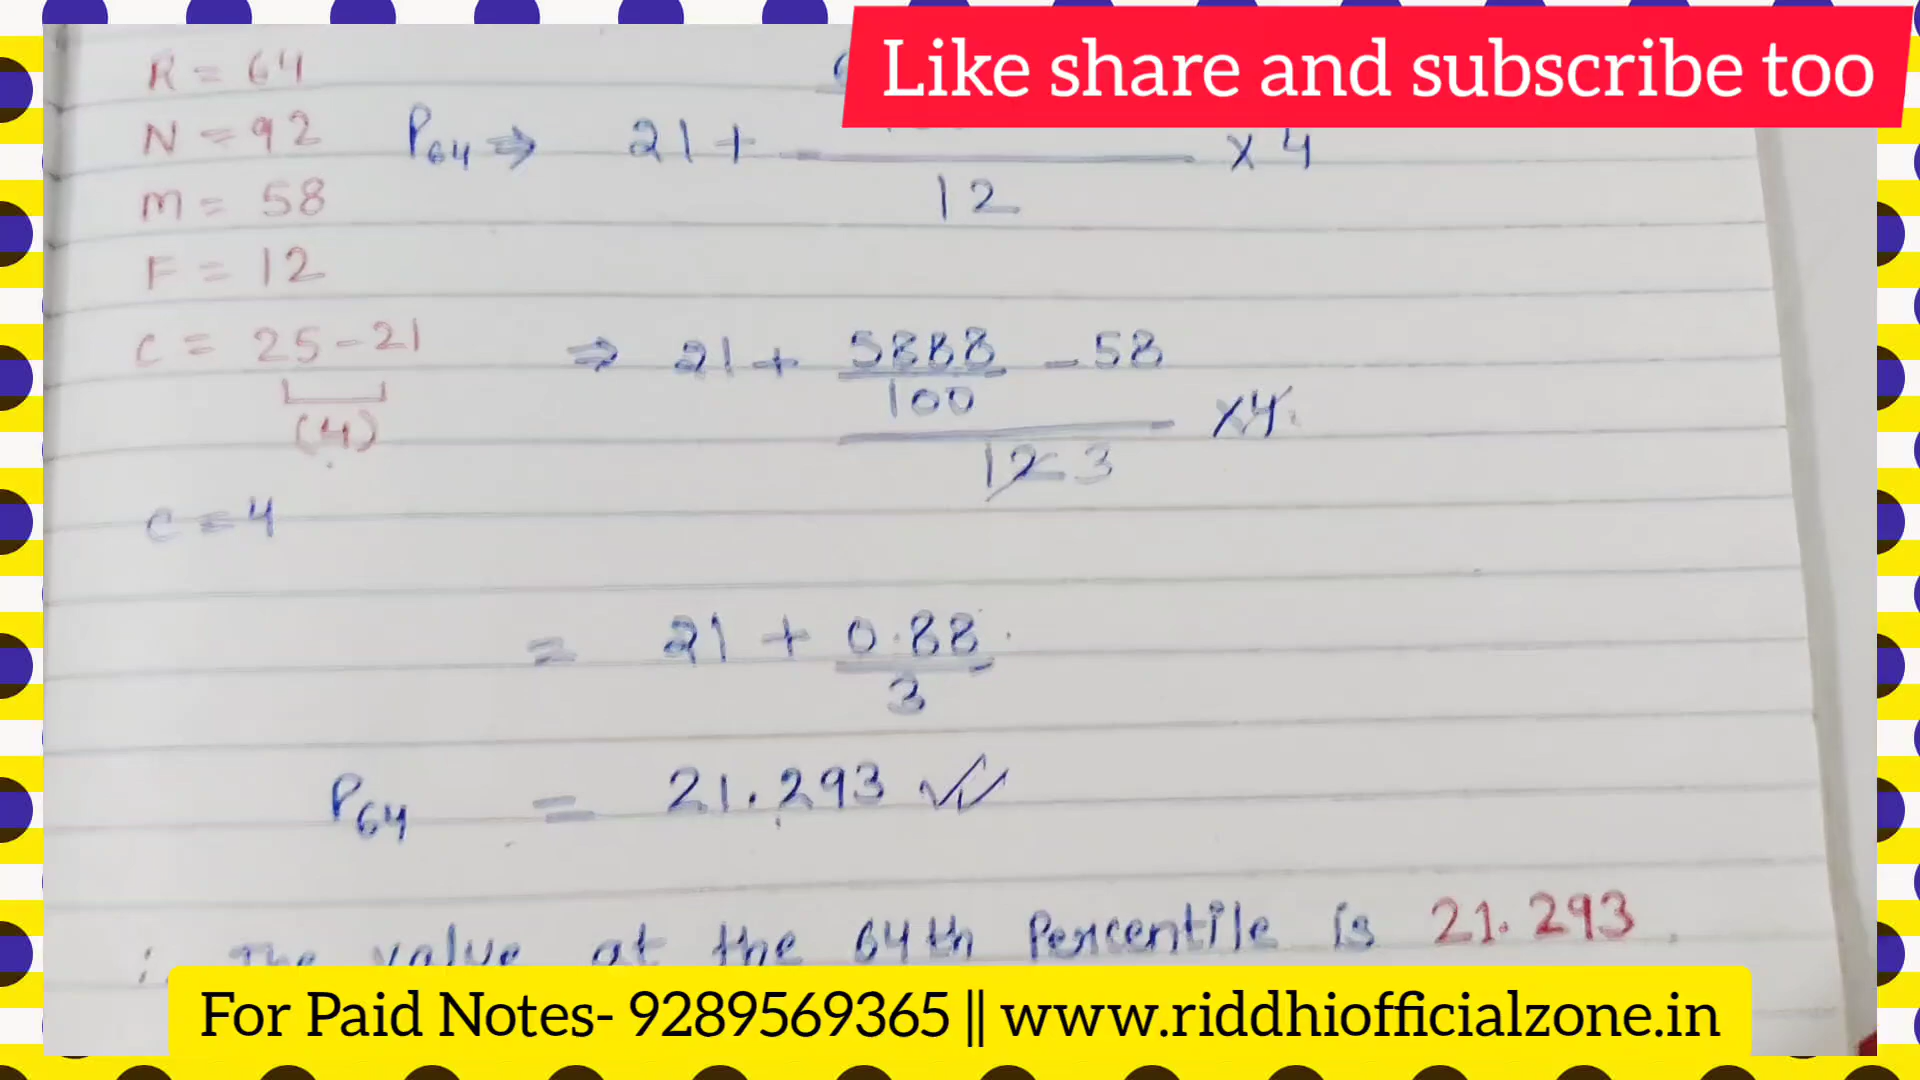 Like share and subscribe too
R = 64
N = 92
M = 58
F = 12
C = 25 - 21
(4)
C = 4
P64 ⇒ 21 + ――― × 4
12
⇒ 21 + 5888 - 58
100
――― × 4
12 3
= 21 + 0.88
3
P64 = 21.293
∴ The value at the 64th Percentile is 21.293.
For Paid Notes- 9289569365 || www.riddhiofficialzone.in